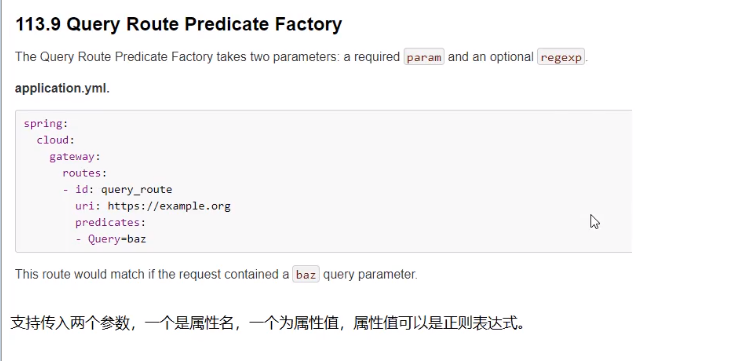 113.9 Query Route Predicate Factory
The Query Route Predicate Factory takes two parameters: a required param and an optional regexp.
application.yml.
spring:
  cloud:
    gateway:
      routes:
      - id: query_route
        uri: https://example.org
        predicates:
        - Query=baz
This route would match if the request contained a baz query parameter.
支持传入两个参数，一个是属性名，一个为属性值，属性值可以是正则表达式。